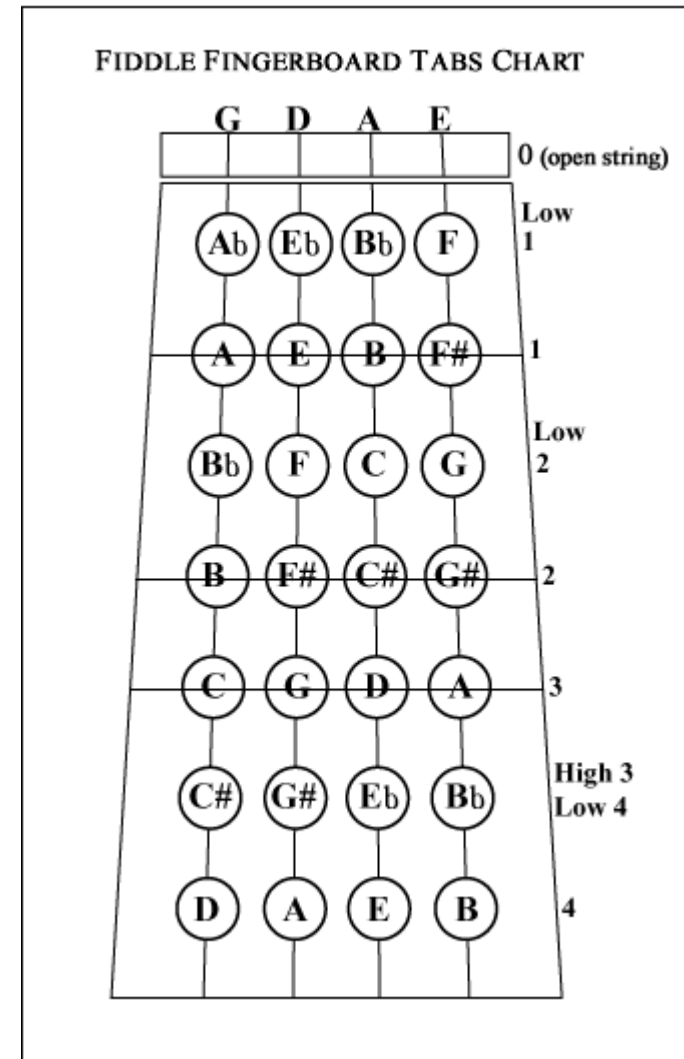 FIDDLE FINGERBOARD TABS CHART
G D A E
0 (open string)
Low
Ab Eb Bb F 1
A E B F# 1
Low
Bb F C G 2
B F# C# G# 2
C G D A 3
High 3
C# G# Eb Bb Low 4
D A E B 4